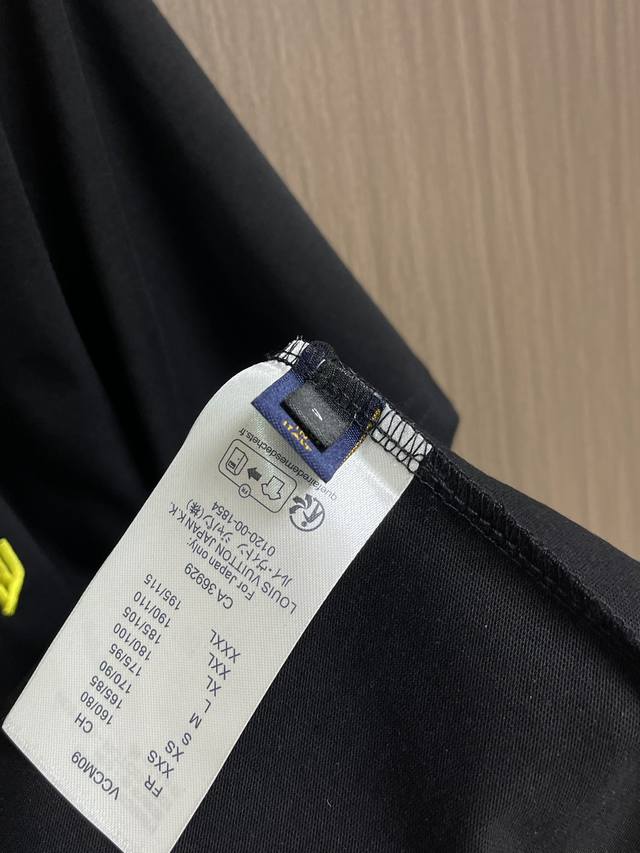 VCCM09
FR CH
XXS 160/80
XS 165/85
S 170/90
M 175/95
L 180/100
XL 185/105
XXL 190/110
XXXL 195/115
CA 36929
For Japan only:
LOUIS VUITTON JAPAN K.K.
ルイ・ヴィトン ジャパン(株)
0120-00-1854
FR
quefairedemesdechets.fr